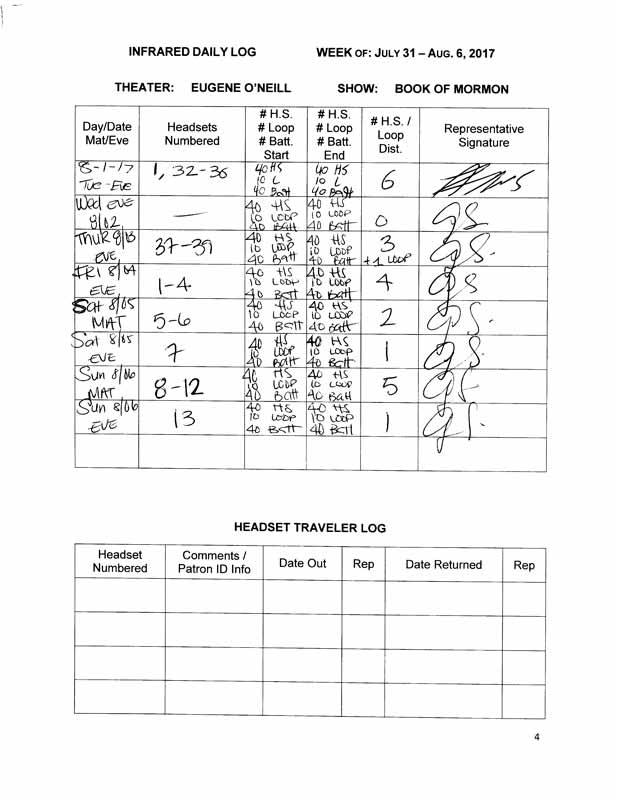 INFRARED DAILY LOG WEEK OF: JULY 31 – AUG. 6, 2017
THEATER: EUGENE O'NEILL SHOW: BOOK OF MORMON
Day/Date Mat/Eve
Headsets Numbered
# H.S. # Loop # Batt. Start
# H.S. # Loop # Batt. End
# H.S. / Loop Dist.
Representative Signature
8-1-17 Tue-Eve
1, 32-36
40 HS 10 L 40 Batt
40 HS 10 L 40 Batt
6
Wed EVE 8/02
—
40 HS 10 LOOP 40 Batt
40 HS 10 LOOP 40 Batt
0
GS
Thur 8/13 EVE
37-39
40 HS 10 LOOP 40 Batt
40 HS 10 LOOP 40 Batt
3 +1 LOOP
GS.
FRI 8/04 EVE
1-4
40 HS 10 LOOP 40 Batt
40 HS 10 LOOP 40 Batt
4
GS
Sat 8/05 MAT
5-6
40 HS 10 LOOP 40 Batt
40 HS 10 LOOP 40 Batt
2
GS.
Sat 8/05 EVE
7
40 HS 10 LOOP 40 Batt
40 HS 10 LOOP 40 Batt
1
GS.
Sun 8/06 MAT
8-12
40 HS 10 LOOP 40 Batt
40 HS 10 LOOP 40 Batt
5
GS.
Sun 8/06 EVE
13
40 HS 10 LOOP 40 Batt
40 HS 10 LOOP 40 Batt
1
GS.
HEADSET TRAVELER LOG
Headset Numbered
Comments / Patron ID Info
Date Out
Rep
Date Returned
Rep
4